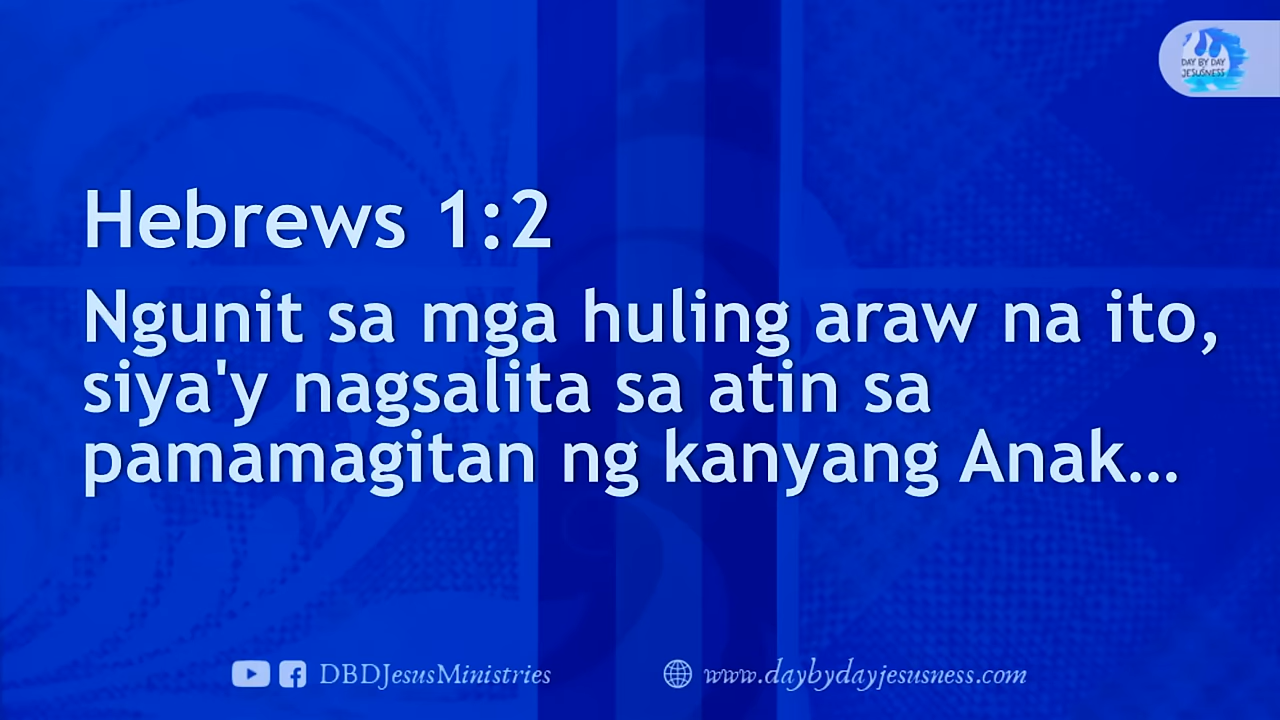 DAY BY DAY
JESUSNESS
Hebrews 1:2
Ngunit sa mga huling araw na ito,
siya'y nagsalita sa atin sa
pamamagitan ng kanyang Anak...
DBDJesusMinistries
www.daybydayjesusness.com